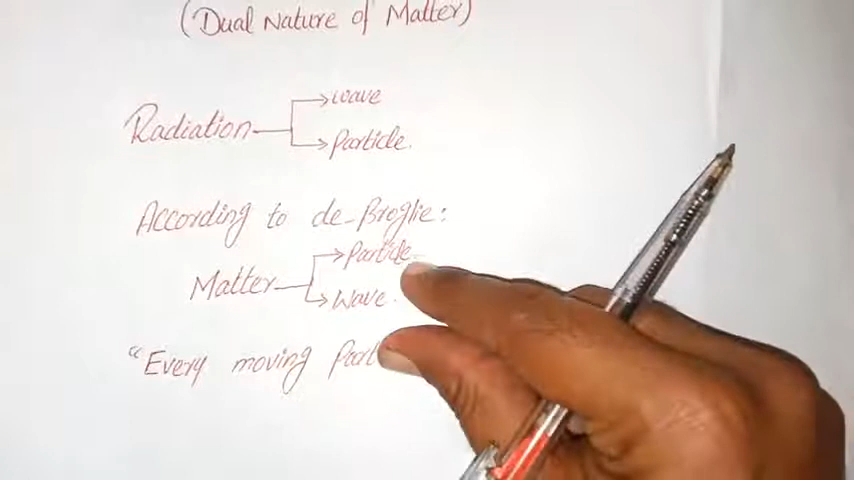 (Dual Nature of Matter)
Radiation
wave
Particle.
According to de-Broglie:
Matter
Particle
Wave.
"Every moving